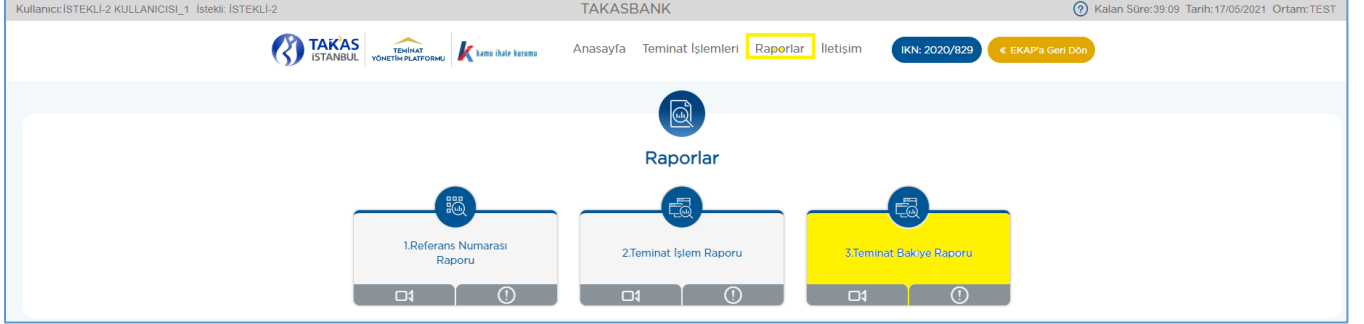 Kullanıcı:İSTEKLİ-2 KULLANICISI_1 İstekli: İSTEKLİ-2 TAKASBANK Kalan Süre:39:09 Tarih:17/05/2021 Ortam:TEST
TAKAS İSTANBUL TEMİNAT YÖNETİM PLATFORMU kamu ihale kurumu Anasayfa Teminat İşlemleri Raporlar İletişim IKN: 2020/829 « EKAP'a Geri Dön
Raporlar
1.Referans Numarası
Raporu
2.Teminat İşlem Raporu
3.Teminat Bakiye Raporu